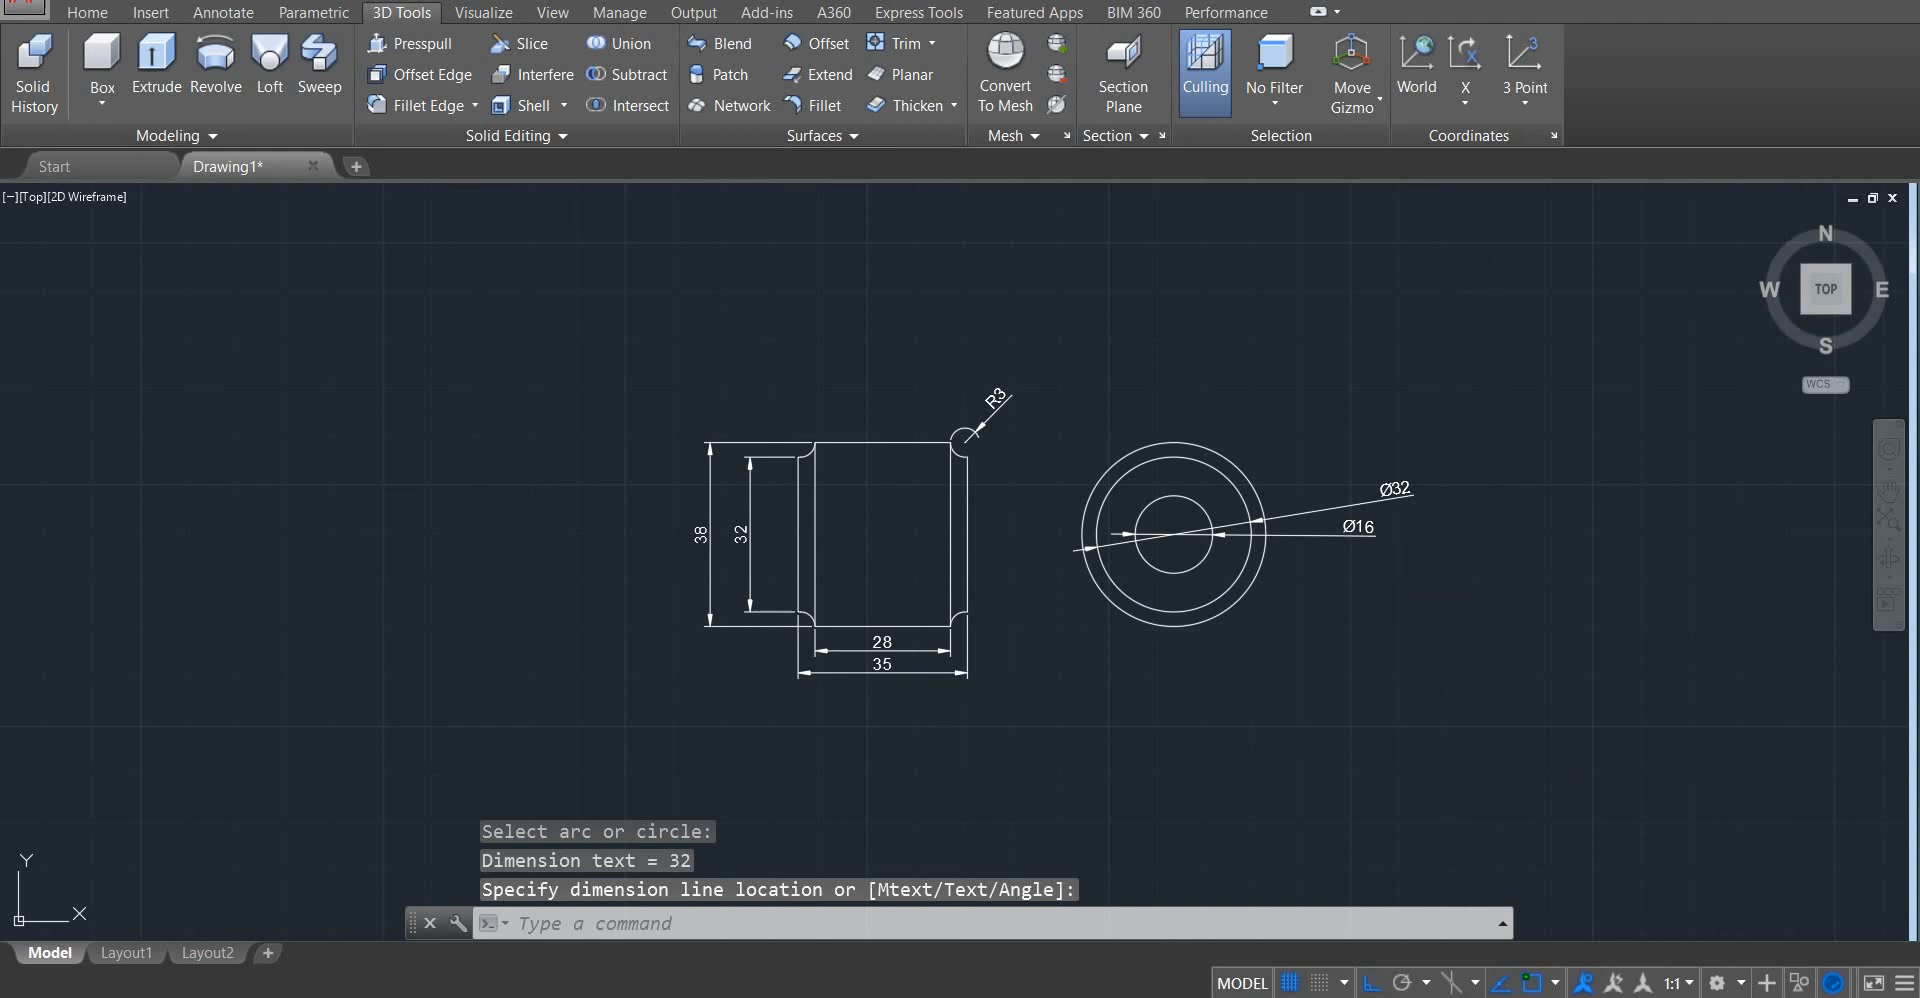 Home Insert Annotate Parametric 3D Tools Visualize View Manage Output Add-ins A360 Express Tools Featured Apps BIM 360 Performance
Solid History
Box
Extrude
Revolve
Loft
Sweep
Modeling
Presspull
Offset Edge
Fillet Edge
Slice
Interfere
Shell
Union
Subtract
Intersect
Solid Editing
Blend
Patch
Network
Offset
Extend
Fillet
Trim
Planar
Thicken
Surfaces
Convert To Mesh
Mesh
Section Plane
Section
Culling
No Filter
Move Gizmo
Selection
World
X
3 Point
Coordinates
Start
Drawing1*
[−][Top][2D Wireframe]
N
W
TOP
E
S
WCS
R3
38
32
28
35
Ø32
Ø16
Y
X
Select arc or circle:
Dimension text = 32
Specify dimension line location or [Mtext/Text/Angle]:
Type a command
Model Layout1 Layout2
MODEL
1:1